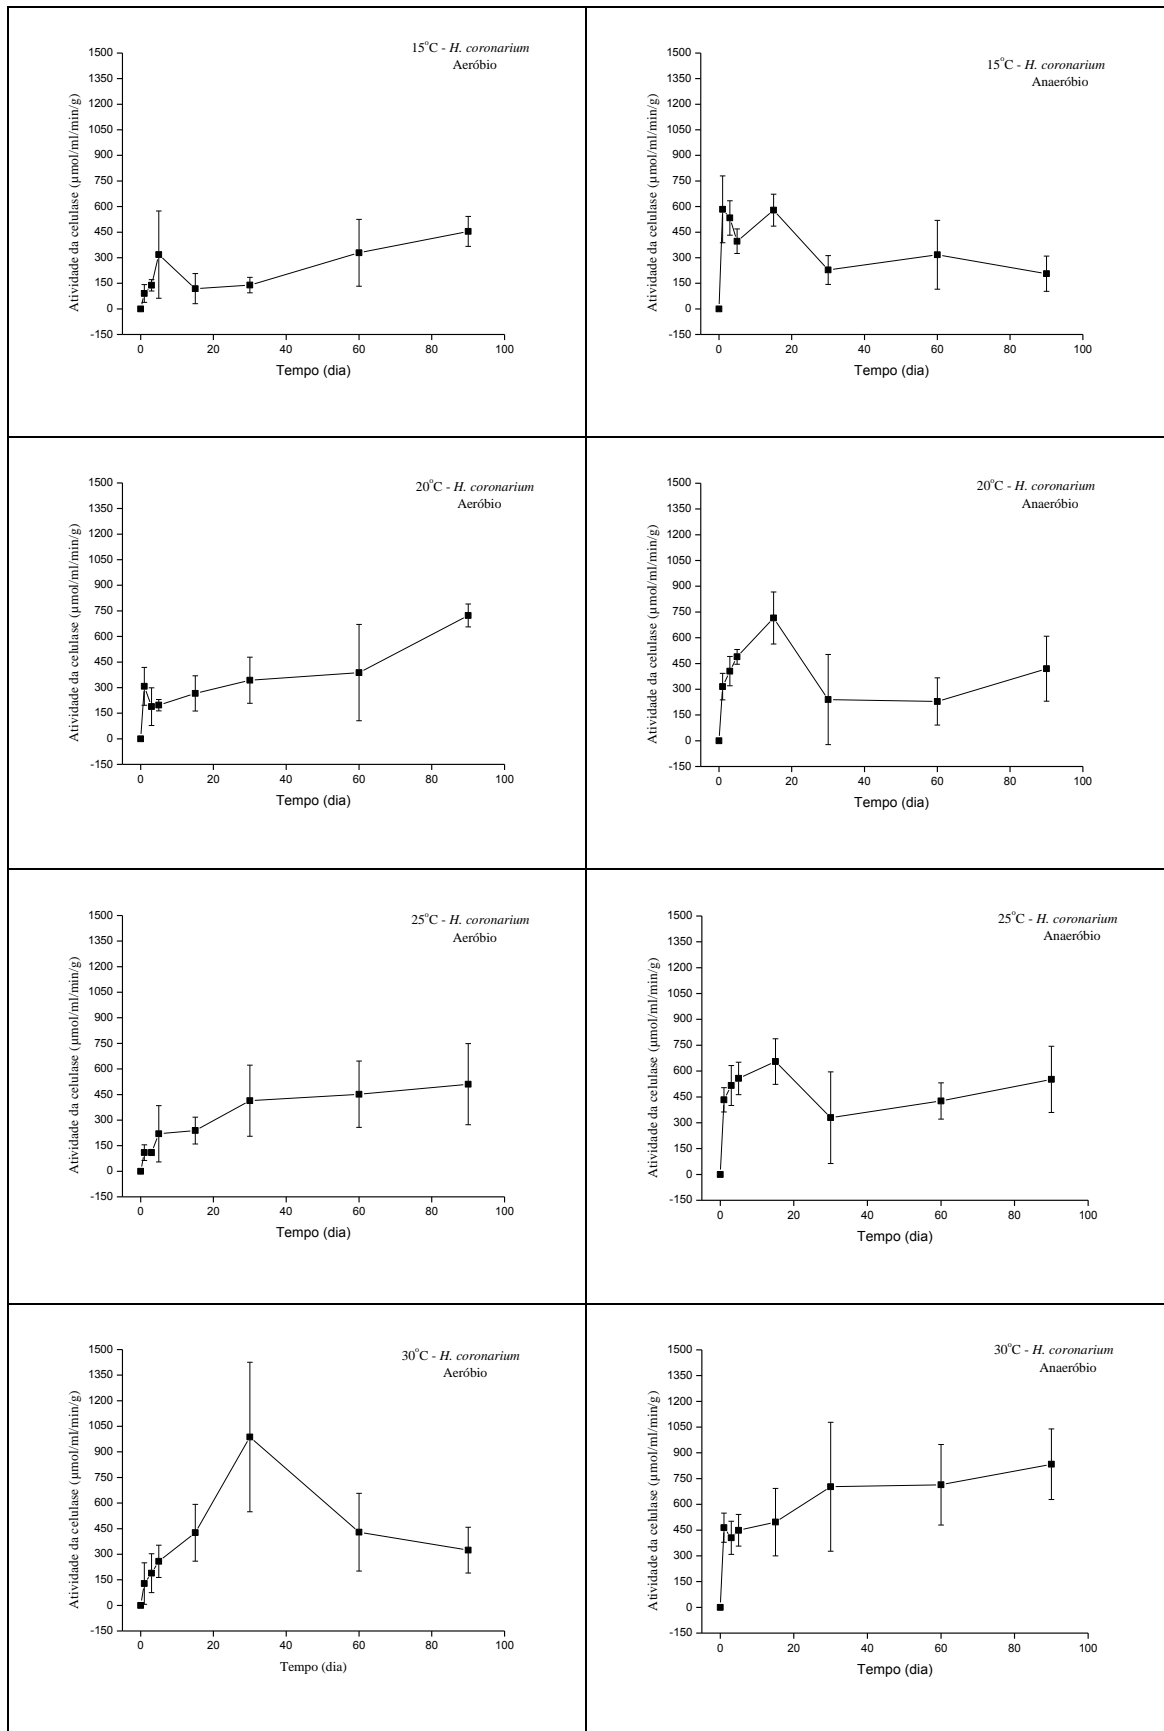 15°C - H. coronarium
Aeróbio
1500
1350
1200
1050
900
750
600
450
300
150
0
-150
Atividade da celulase (µmol/ml/min/g)
0 20 40 60 80 100
Tempo (dia)
15°C - H. coronarium
Anaeróbio
1500
1350
1200
1050
900
750
600
450
300
150
0
-150
Atividade da celulase (µmol/ml/min/g)
0 20 40 60 80 100
Tempo (dia)
20°C - H. coronarium
Aeróbio
1500
1350
1200
1050
900
750
600
450
300
150
0
-150
Atividade da celulase (µmol/ml/min/g)
0 20 40 60 80 100
Tempo (dia)
20°C - H. coronarium
Anaeróbio
1500
1350
1200
1050
900
750
600
450
300
150
0
-150
Atividade da celulase (µmol/ml/min/g)
0 20 40 60 80 100
Tempo (dia)
25°C - H. coronarium
Aeróbio
1500
1350
1200
1050
900
750
600
450
300
150
0
-150
Atividade da celulase (µmol/ml/min/g)
0 20 40 60 80 100
Tempo (dia)
25°C - H. coronarium
Anaeróbio
1500
1350
1200
1050
900
750
600
450
300
150
0
-150
Atividade da celulase (µmol/ml/min/g)
0 20 40 60 80 100
Tempo (dia)
30°C - H. coronarium
Aeróbio
1500
1350
1200
1050
900
750
600
450
300
150
0
-150
Atividade da celulase (µmol/ml/min/g)
0 20 40 60 80 100
Tempo (dia)
30°C - H. coronarium
Anaeróbio
1500
1350
1200
1050
900
750
600
450
300
150
0
-150
Atividade da celulase (µmol/ml/min/g)
0 20 40 60 80 100
Tempo (dia)